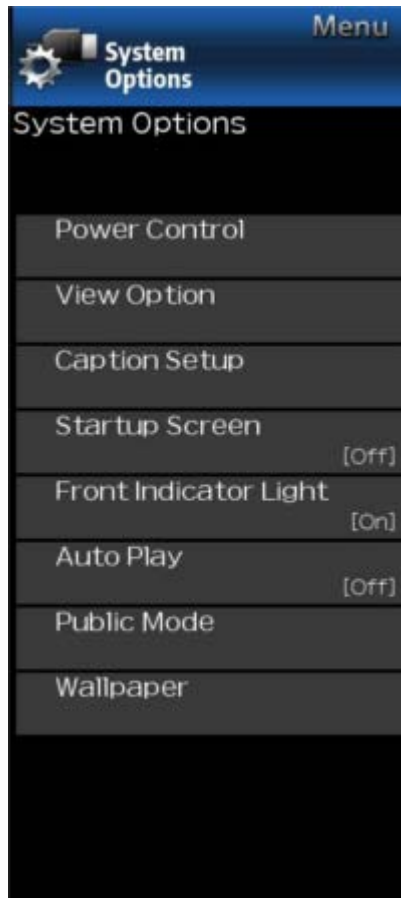 Menu
System
Options
System Options
Power Control
View Option
Caption Setup
Startup Screen
[Off]
Front Indicator Light
[On]
Auto Play
[Off]
Public Mode
Wallpaper